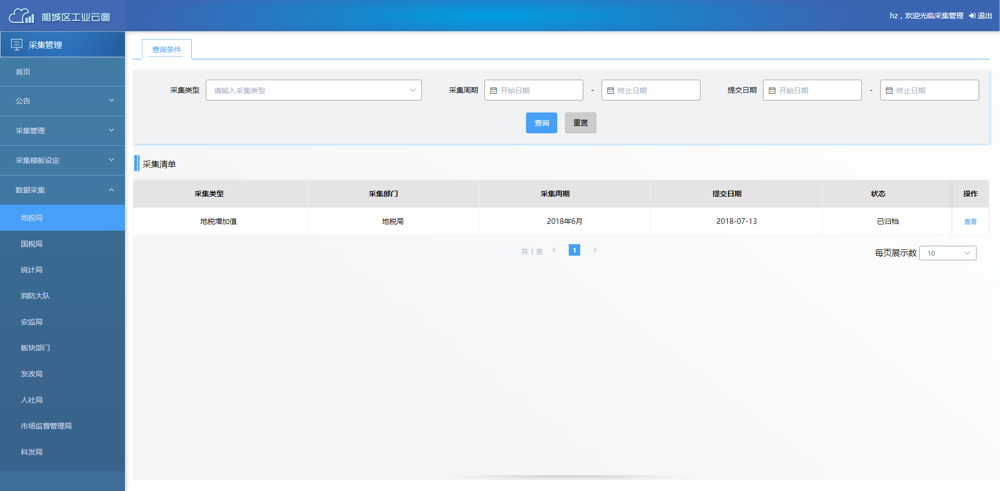 相城区工业云图
hz，欢迎光临采集管理 退出
采集管理
首页
公告
采集管理
采集模板设定
数据采集
地税局
国税局
统计局
消防大队
安监局
板块部门
发改局
人社局
市场监督管理局
科发局
查询条件
采集类型 请输入采集类型 采集周期 开始日期 - 终止日期 提交日期 开始日期 - 终止日期
查询 重置
采集清单
采集类型 采集部门 采集周期 提交日期 状态 操作
地税增加值 地税局 2018年6月 2018-07-13 已归档 查看
共 1 条 1 每页展示数 10